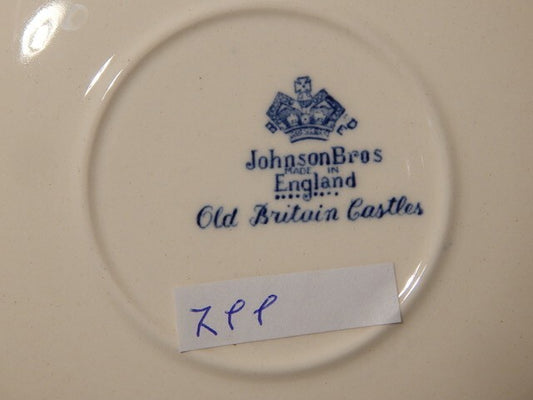 JohnsonBros
MADE IN
England
Old Britain Castles